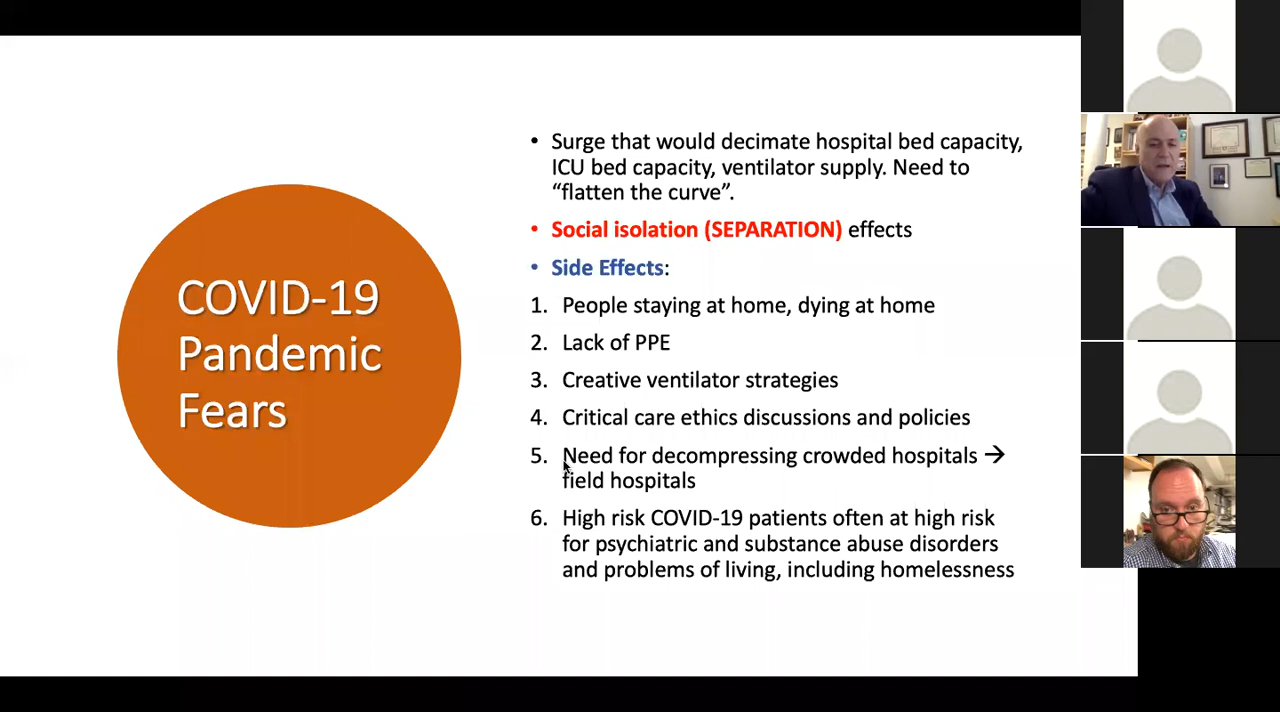 COVID-19
Pandemic
Fears
• Surge that would decimate hospital bed capacity,
ICU bed capacity, ventilator supply. Need to
“flatten the curve”.
• Social isolation (SEPARATION) effects
• Side Effects:
1. People staying at home, dying at home
2. Lack of PPE
3. Creative ventilator strategies
4. Critical care ethics discussions and policies
5. Need for decompressing crowded hospitals →
field hospitals
6. High risk COVID-19 patients often at high risk
for psychiatric and substance abuse disorders
and problems of living, including homelessness